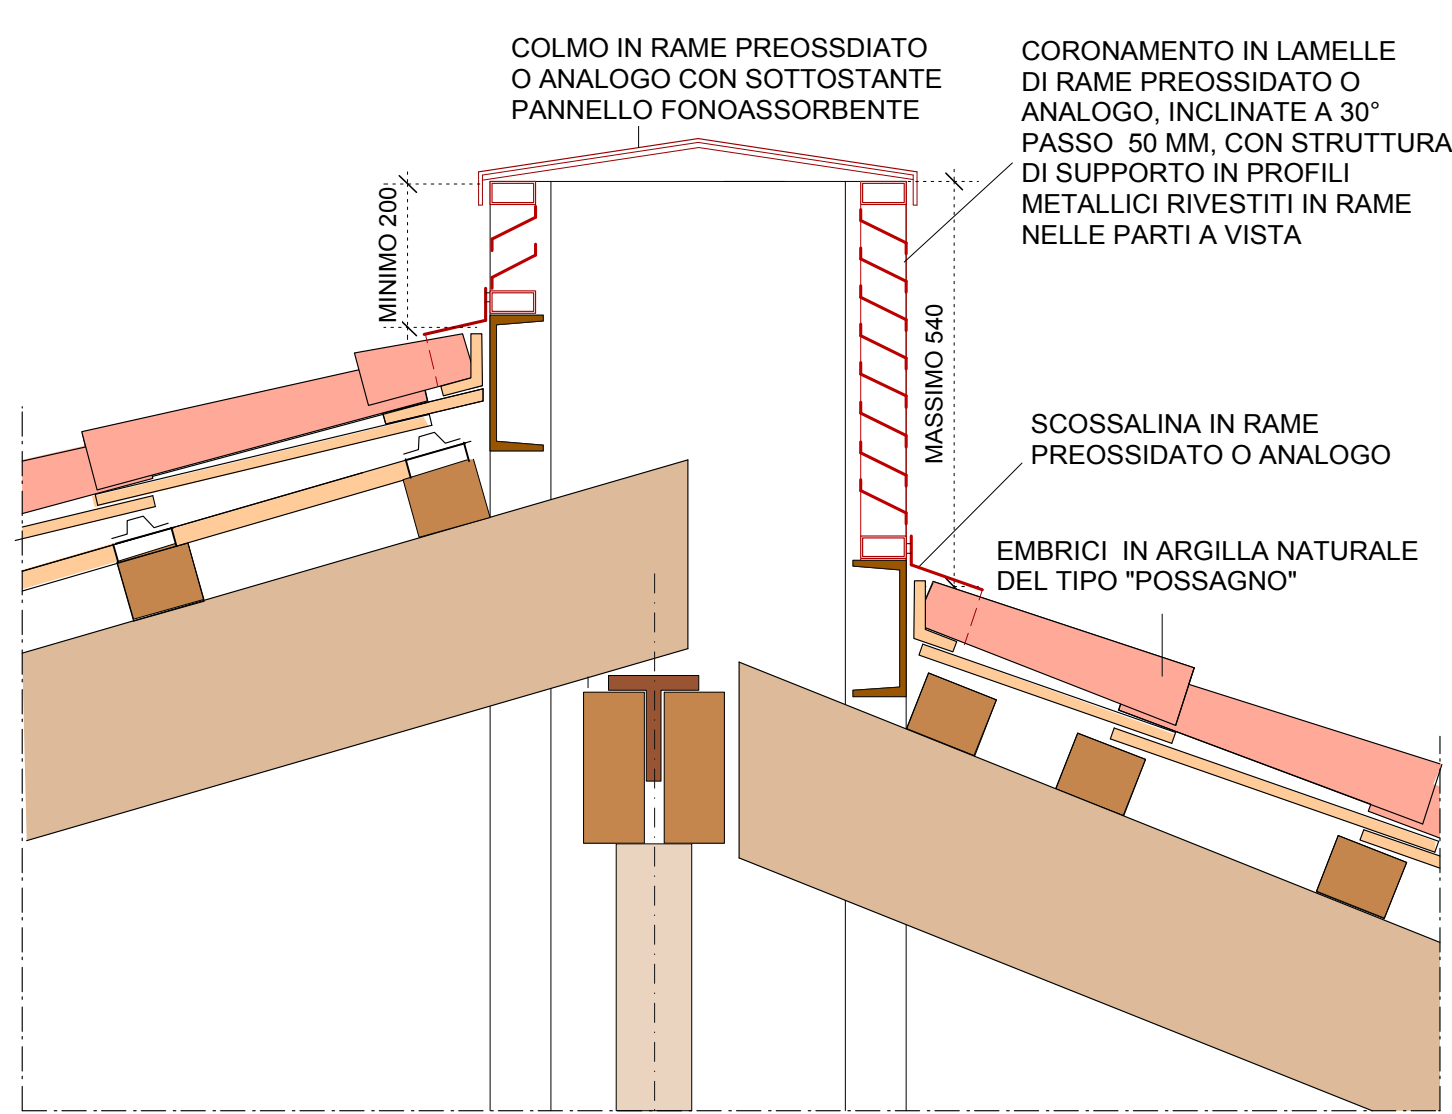 COLMO IN RAME PREOSSDIATO
O ANALOGO CON SOTTOSTANTE
PANNELLO FONOASSORBENTE
CORONAMENTO IN LAMELLE
DI RAME PREOSSIDATO O
ANALOGO, INCLINATE A 30°
PASSO  50 MM, CON STRUTTURA
DI SUPPORTO IN PROFILI
METALLICI RIVESTITI IN RAME
NELLE PARTI A VISTA
MINIMO 200
MASSIMO 540
SCOSSALINA IN RAME
PREOSSIDATO O ANALOGO
EMBRICI  IN ARGILLA NATURALE
DEL TIPO "POSSAGNO"